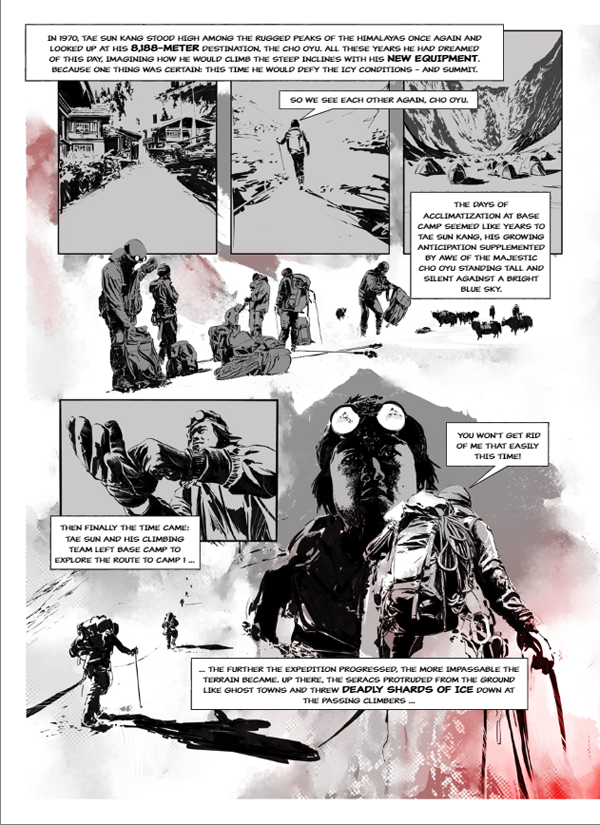 IN 1970, TAE SUN KANG STOOD HIGH AMONG THE RUGGED PEAKS OF THE HIMALAYAS ONCE AGAIN AND
LOOKED UP AT HIS 8,188-METER DESTINATION, THE CHO OYU. ALL THESE YEARS HE HAD DREAMED
OF THIS DAY, IMAGINING HOW HE WOULD CLIMB THE STEEP INCLINES WITH HIS NEW EQUIPMENT.
BECAUSE ONE THING WAS CERTAIN: THIS TIME HE WOULD DEFY THE ICY CONDITIONS – AND SUMMIT.
SO WE SEE EACH OTHER AGAIN, CHO OYU.
THE DAYS OF
ACCLIMATIZATION AT BASE
CAMP SEEMED LIKE YEARS TO
TAE SUN KANG, HIS GROWING
ANTICIPATION SUPPLEMENTED
BY AWE OF THE MAJESTIC
CHO OYU STANDING TALL AND
SILENT AGAINST A BRIGHT
BLUE SKY.
YOU WON'T GET RID
OF ME THAT EASILY
THIS TIME!
THEN FINALLY THE TIME CAME:
TAE SUN AND HIS CLIMBING
TEAM LEFT BASE CAMP TO
EXPLORE THE ROUTE TO CAMP 1 ...
... THE FURTHER THE EXPEDITION PROGRESSED, THE MORE IMPASSABLE THE
TERRAIN BECAME. UP THERE, THE SERACS PROTRUDED FROM THE GROUND
LIKE GHOST TOWNS AND THREW DEADLY SHARDS OF ICE DOWN AT
THE PASSING CLIMBERS ...